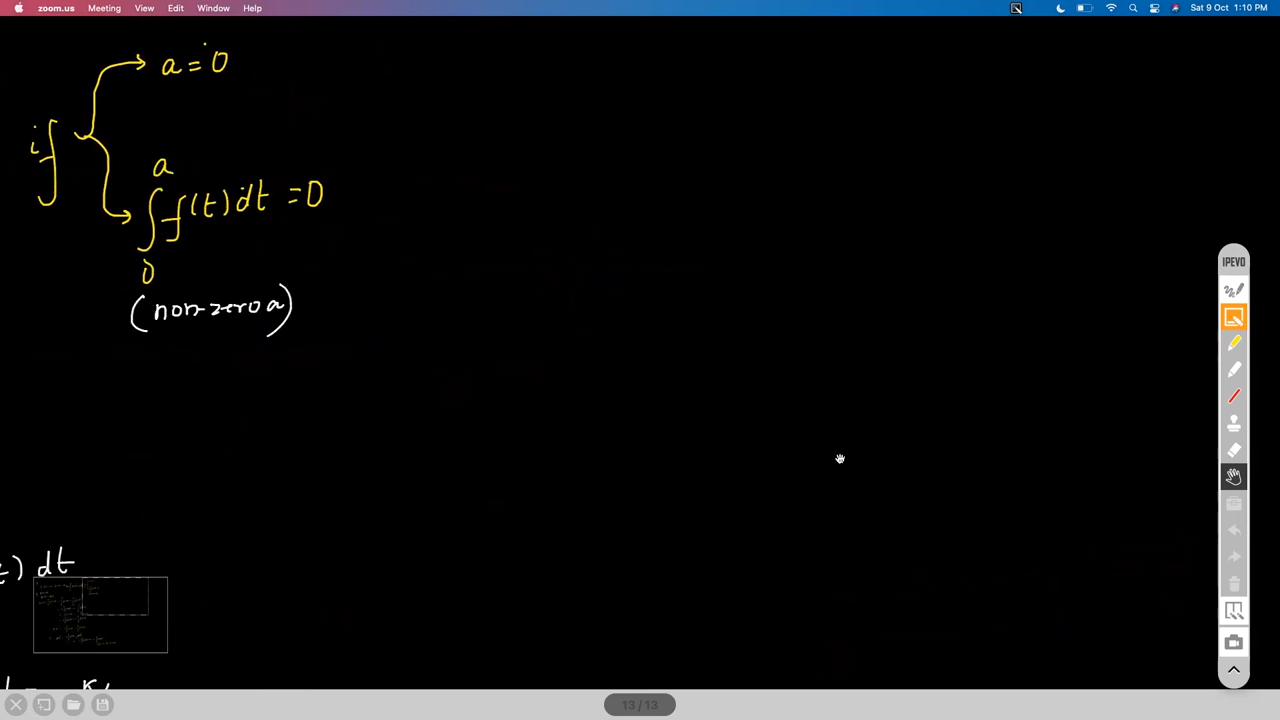 zoom.us Meeting View Edit Window Help Sat 9 Oct 1:10 PM
a = 0
if
a
∫ f(t) dt = 0
0
(non-zero a)
IPEVO
t) dt
13 / 13